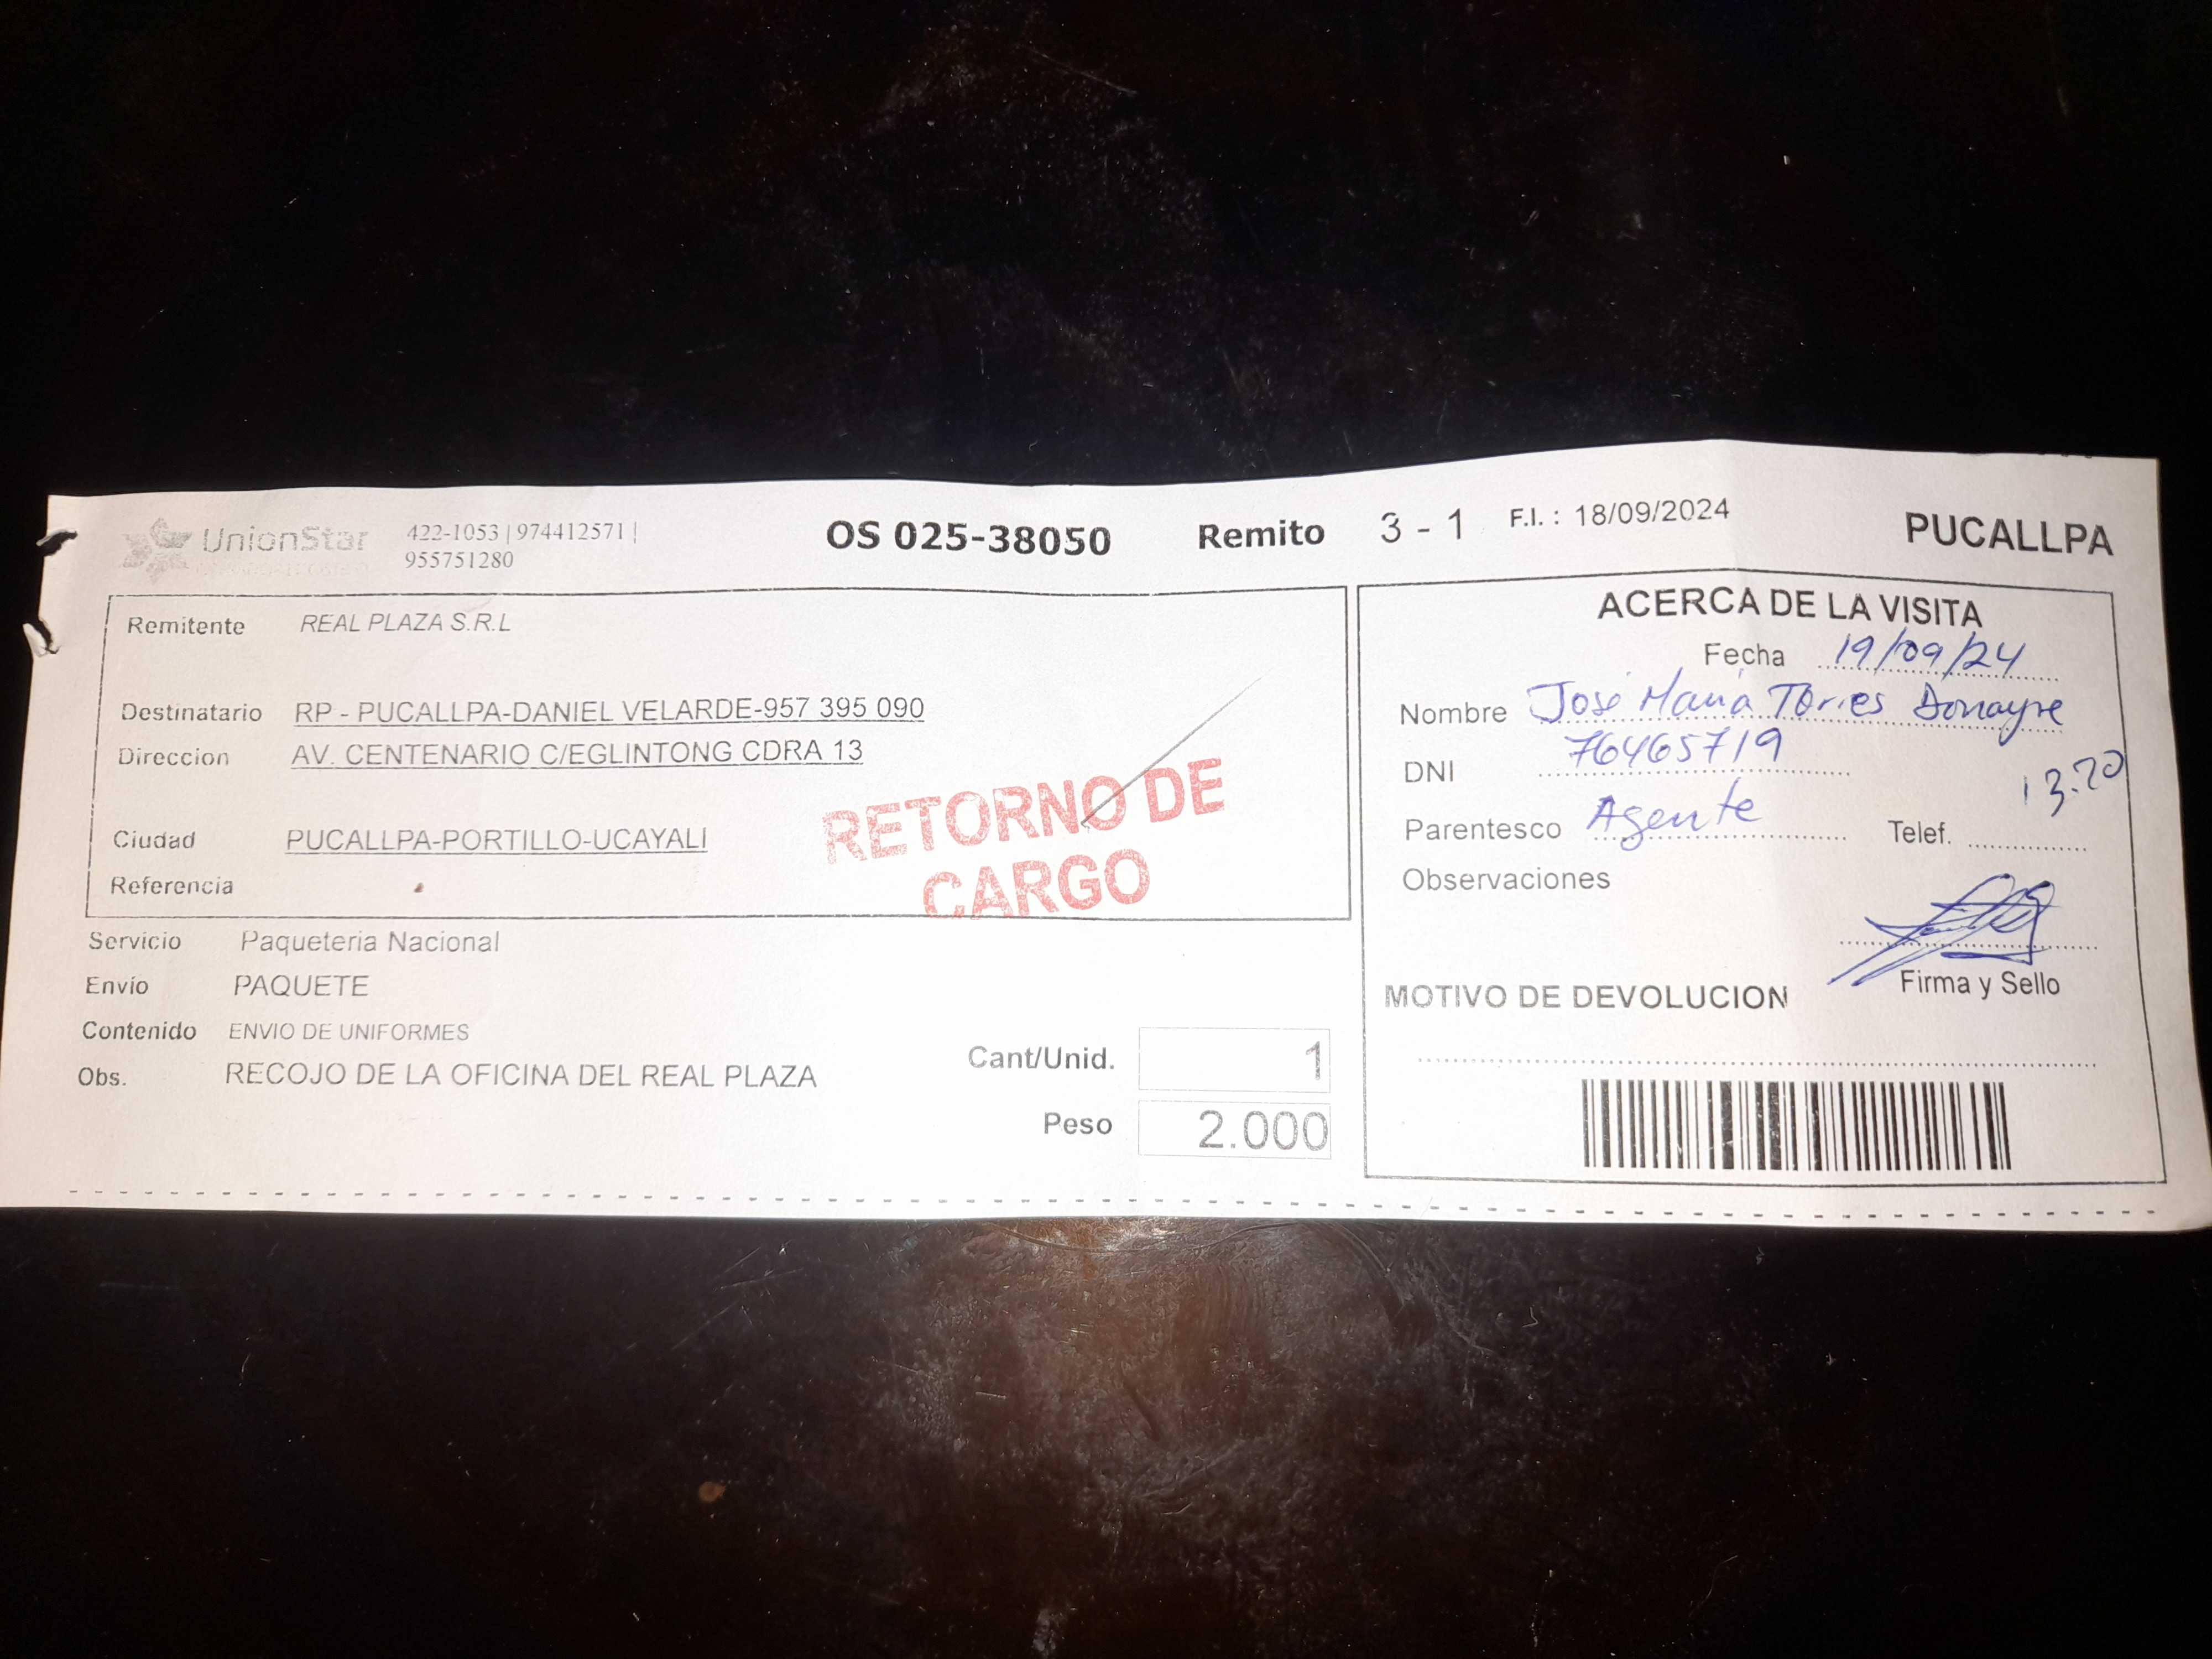 UnionStar
422-1053 | 974412571 |
955751280
OS 025-38050
Remito 3 - 1
F.I. : 18/09/2024
PUCALLPA
Remitente REAL PLAZA S.R.L
Destinatario RP - PUCALLPA-DANIEL VELARDE-957 395 090
Direccion AV. CENTENARIO C/EGLINTONG CDRA 13
Ciudad PUCALLPA-PORTILLO-UCAYALI
Referencia
RETORNO DE
CARGO
Servicio Paqueteria Nacional
Envío PAQUETE
Contenido ENVIO DE UNIFORMES
Obs. RECOJO DE LA OFICINA DEL REAL PLAZA
Cant/Unid. 1
Peso 2.000
ACERCA DE LA VISITA
Fecha 19/09/24
Nombre José María Torres Donayre
DNI 76465719
13.20
Parentesco Agente Telef.
Observaciones
Firma y Sello
MOTIVO DE DEVOLUCION